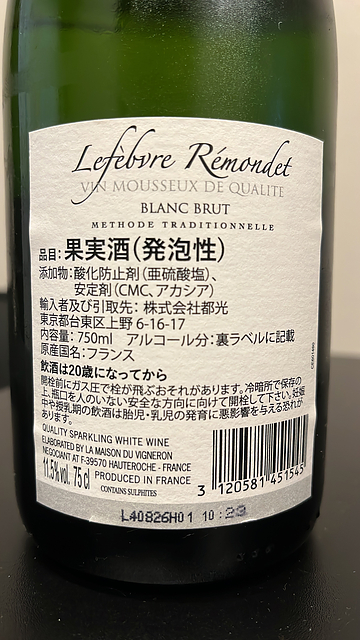 Lefèbvre Rémondet
VIN MOUSSEUX DE QUALITE
BLANC BRUT
METHODE TRADITIONNELLE
品目:果実酒(発泡性)
添加物:酸化防止剤(亜硫酸塩)、
安定剤(CMC、アカシア)
輸入者及び引取先: 株式会社都光
東京都台東区上野 6-16-17
内容量:750ml アルコール分:裏ラベルに記載
原産国名:フランス
飲酒は20歳になってから
開栓前にガス圧で栓が飛ぶおそれがあります。冷暗所で保存の
上、瓶口を人のいない安全な方向に向けて開栓して下さい。妊娠
中や授乳期の飲酒は胎児・乳児の発育に悪影響を与える恐れが
あります。
QUALITY SPARKLING WHITE WINE
ELABORATED BY LA MAISON DU VIGNERON
NEGOCIANT AT F-39570 HAUTEROCHE - FRANCE
11.5% vol. 75 cl PRODUCED IN FRANCE
CONTAINS SULPHITES
3 120581 451545
L40826H01 10:23